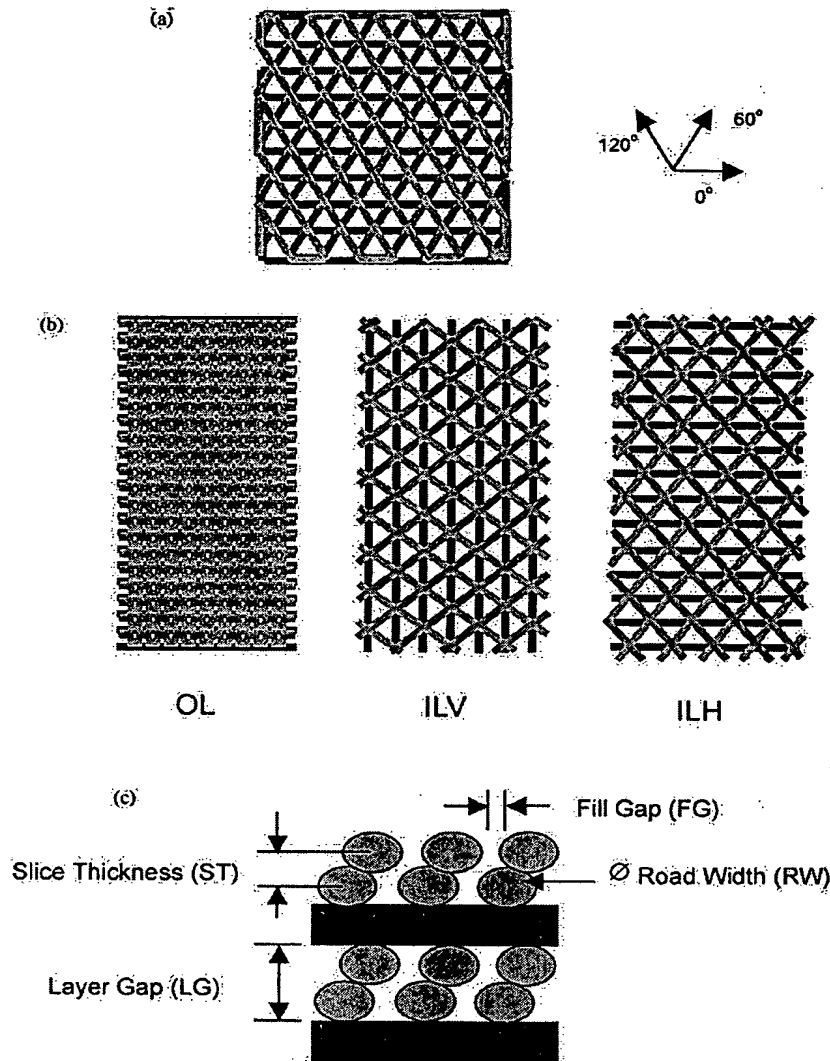 (a)
60°
120°
0°
(b)
OL
ILV
ILH
(c)
Fill Gap (FG)
Slice Thickness (ST)
Ø Road Width (RW)
Layer Gap (LG)